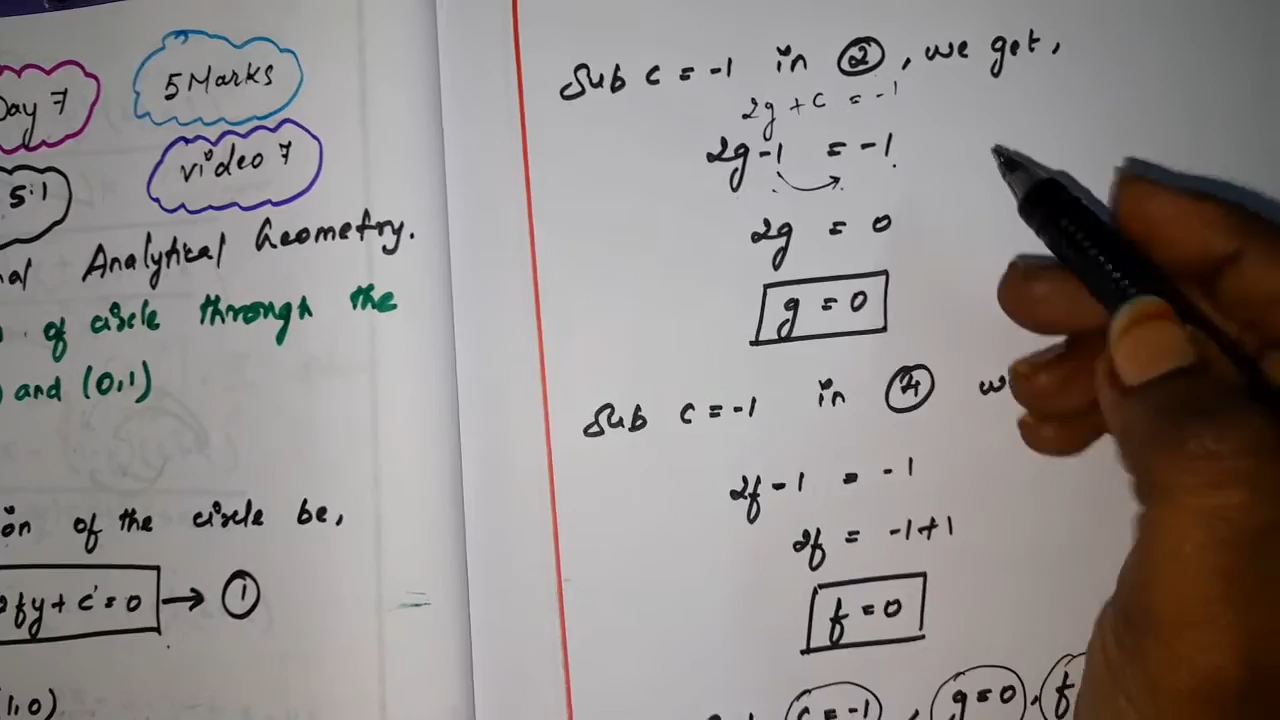 Day 7
5 Marks
video 7
5.1
Analytical Geometry.
of circle through the
and (0,1)
of the circle be,
2fy + c = 0 → ①
(1,0)
Sub c = -1 in ②, we get,
2g + c = -1
2g - 1 = -1
2g = 0
g = 0
Sub c = -1 in ④
2f - 1 = -1
2f = -1 + 1
f = 0
c = -1, g = 0, f